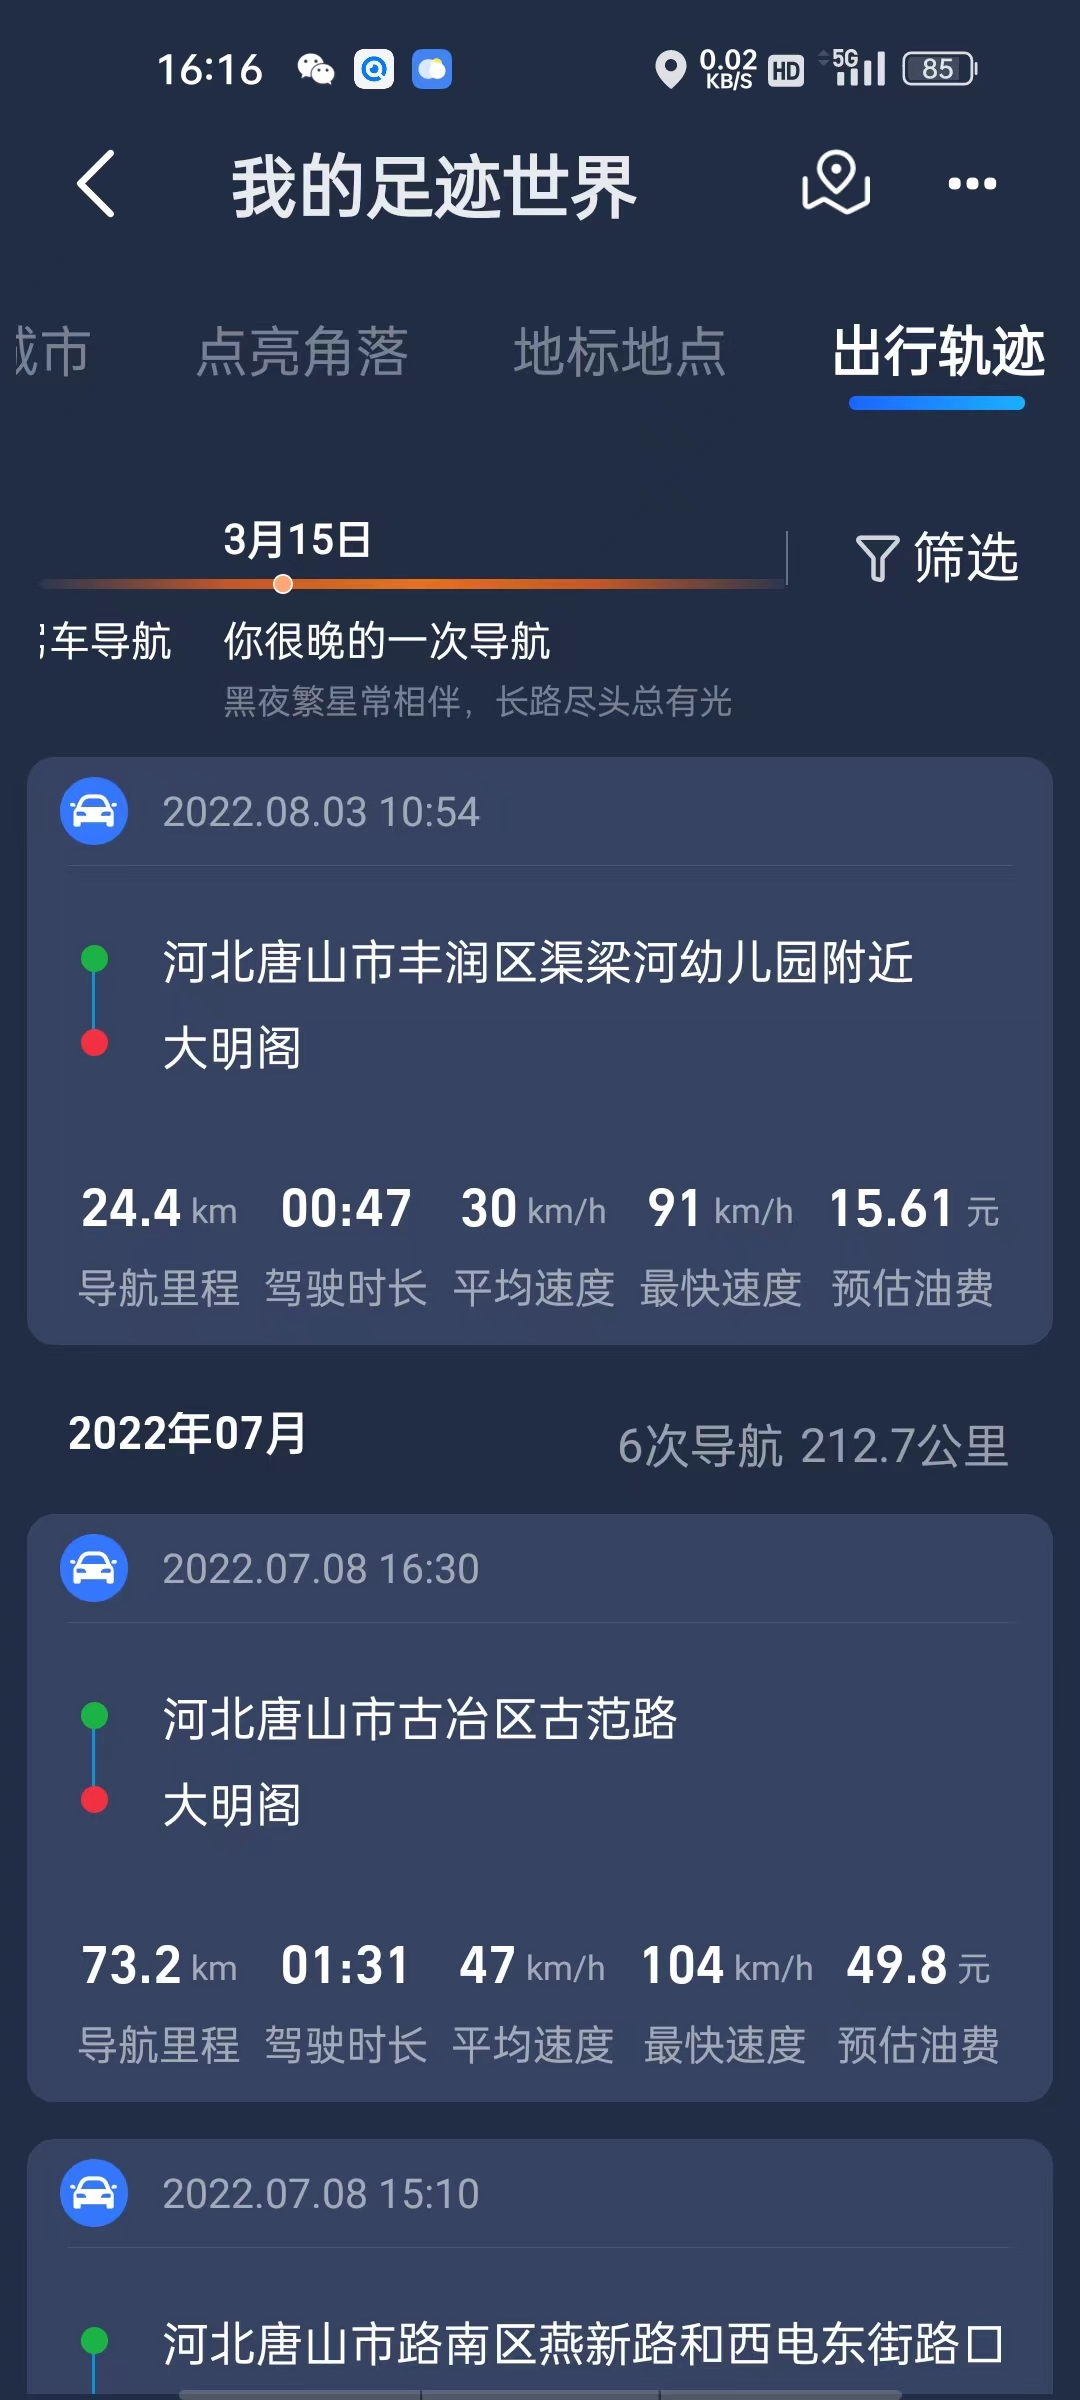 16:16 0.02 KB/S HD 5G 85
我的足迹世界
城市 点亮角落 地标地点 出行轨迹
3月15日
筛选
车导航 你很晚的一次导航
黑夜繁星常相伴，长路尽头总有光
2022.08.03 10:54
河北唐山市丰润区渠梁河幼儿园附近
大明阁
24.4 km 00:47 30 km/h 91 km/h 15.61 元
导航里程 驾驶时长 平均速度 最快速度 预估油费
2022年07月 6次导航 212.7公里
2022.07.08 16:30
河北唐山市古冶区古范路
大明阁
73.2 km 01:31 47 km/h 104 km/h 49.8 元
导航里程 驾驶时长 平均速度 最快速度 预估油费
2022.07.08 15:10
河北唐山市路南区燕新路和西电东街路口